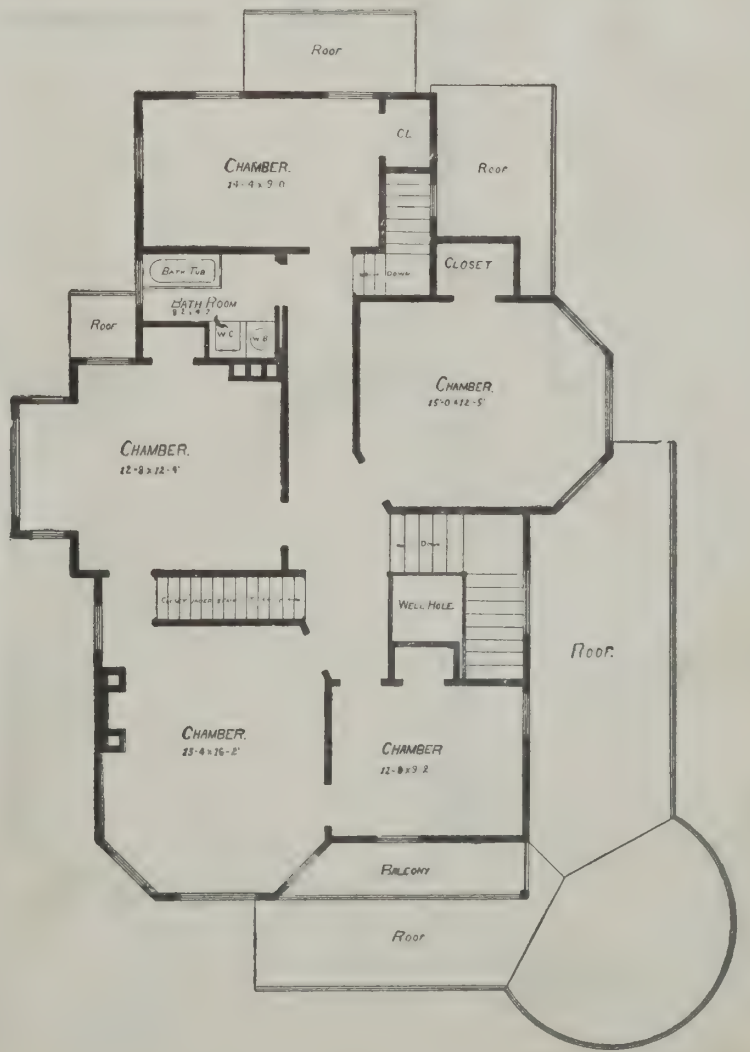 Roof
CL
CHAMBER.
14-4 x 9-0
Roof
CLOSET
DOWN
BATH TUB
BATH ROOM
Roof
W C
W B
CHAMBER.
15-0 x 12-5"
CHAMBER.
12-8 x 12-4"
DOWN
WELL HOLE
Roof.
CHAMBER.
CHAMBER
12-8 x 9-2
BALCONY
Roof